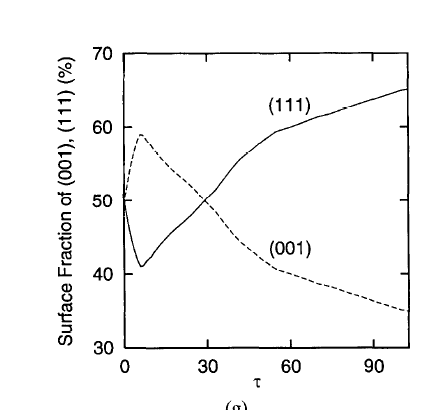 Surface Fraction of (001), (111) (%)
70
60
50
40
30
(111)
(001)
0 30 60 90
τ
(g)